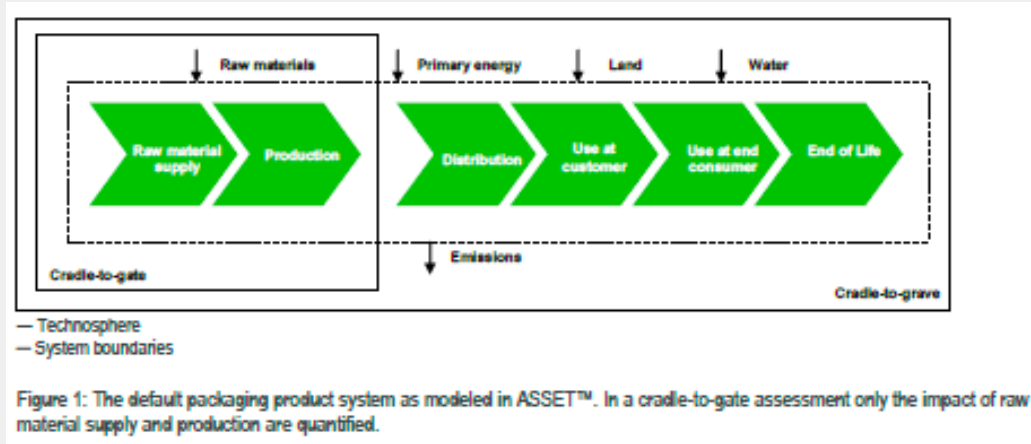 Raw materials
Primary energy
Land
Water
Raw material
supply
Production
Distribution
Use at
customer
Use at end
consumer
End of Life
Emissions
Cradle-to-gate
Cradle-to-grave
— Technosphere
— System boundaries
Figure 1: The default packaging product system as modeled in ASSET™. In a cradle-to-gate assessment only the impact of raw
material supply and production are quantified.